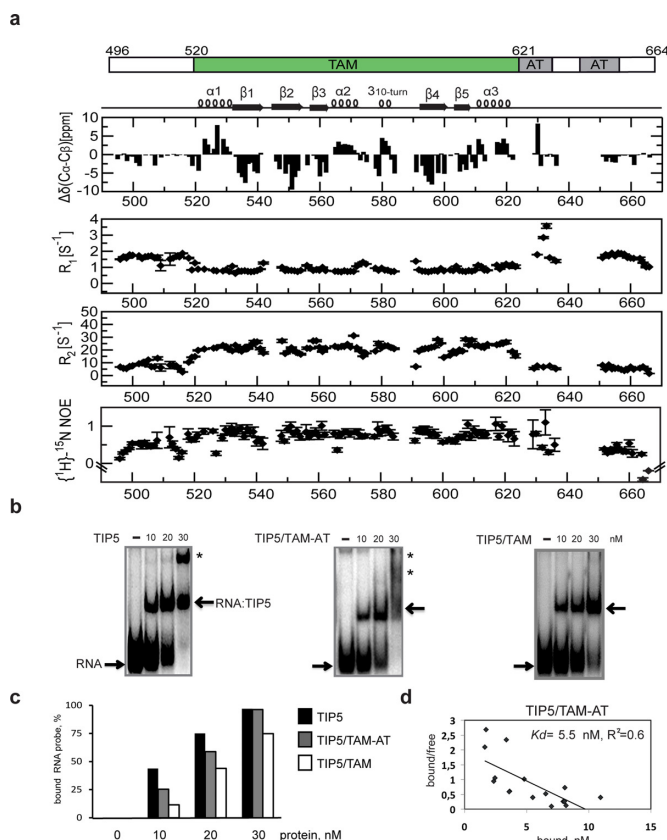 a
496 520 621 664
TAM AT AT
α1 β1 β2 β3 α2 3₁₀-turn β4 β5 α3
Δδ(Cα-Cβ)[ppm]
10
5
0
-5
-10
500 520 540 560 580 600 620 640 660
R₁[S⁻¹]
4
3
2
1
0
500 520 540 560 580 600 620 640 660
R₂[S⁻¹]
50
40
30
20
10
0
500 520 540 560 580 600 620 640 660
{¹H}-¹⁵N NOE
1
0
500 520 540 560 580 600 620 640 660
b
TIP5 – 10 20 30 TIP5/TAM-AT – 10 20 30 TIP5/TAM – 10 20 30 nM
*
*
*
RNA:TIP5
RNA
c
bound RNA probe, %
100
75
50
25
0
0 10 20 30 protein, nM
TIP5
TIP5/TAM-AT
TIP5/TAM
d
TIP5/TAM-AT
Kd= 5.5 nM, R²=0.6
bound/free
3
2,5
2
1,5
1
0,5
0
0 5 10 15
bound, nM